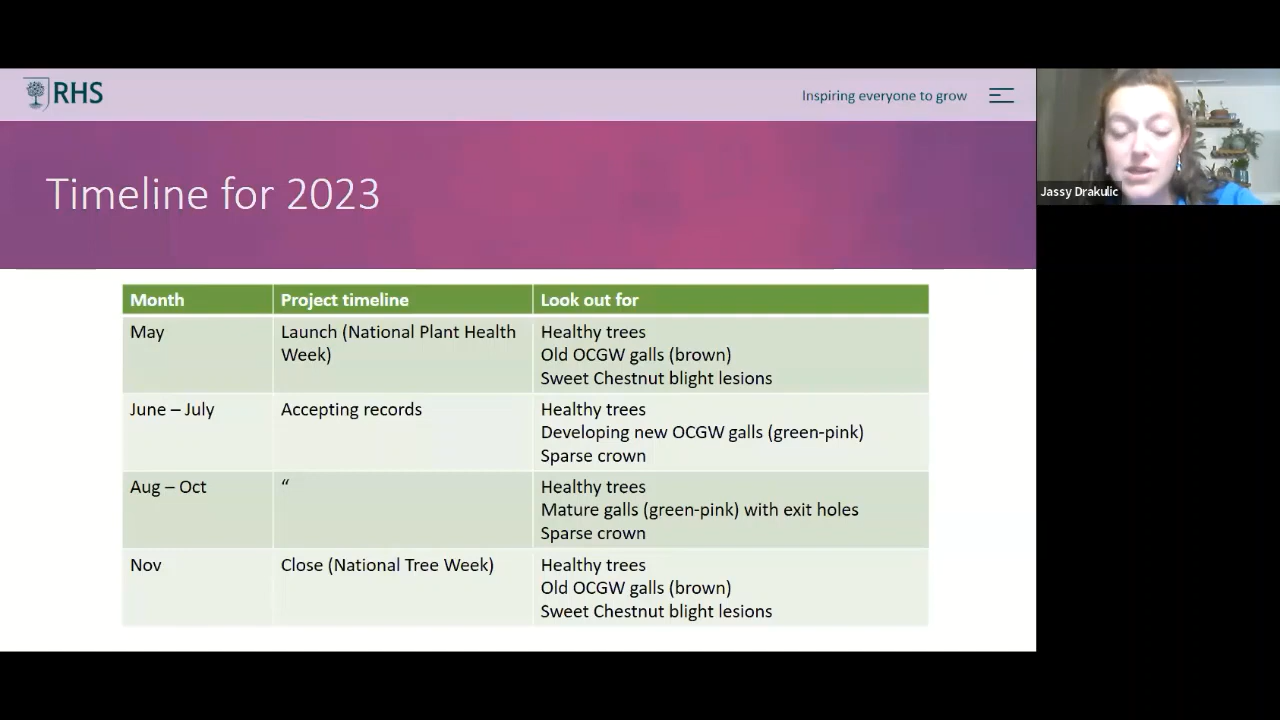 RHS
Inspiring everyone to grow
Jassy Drakulic
Timeline for 2023
Month Project timeline Look out for
May Launch (National Plant Health Healthy trees
Week) Old OCGW galls (brown)
Sweet Chestnut blight lesions
June – July Accepting records Healthy trees
Developing new OCGW galls (green-pink)
Sparse crown
Aug – Oct “ Healthy trees
Mature galls (green-pink) with exit holes
Sparse crown
Nov Close (National Tree Week) Healthy trees
Old OCGW galls (brown)
Sweet Chestnut blight lesions